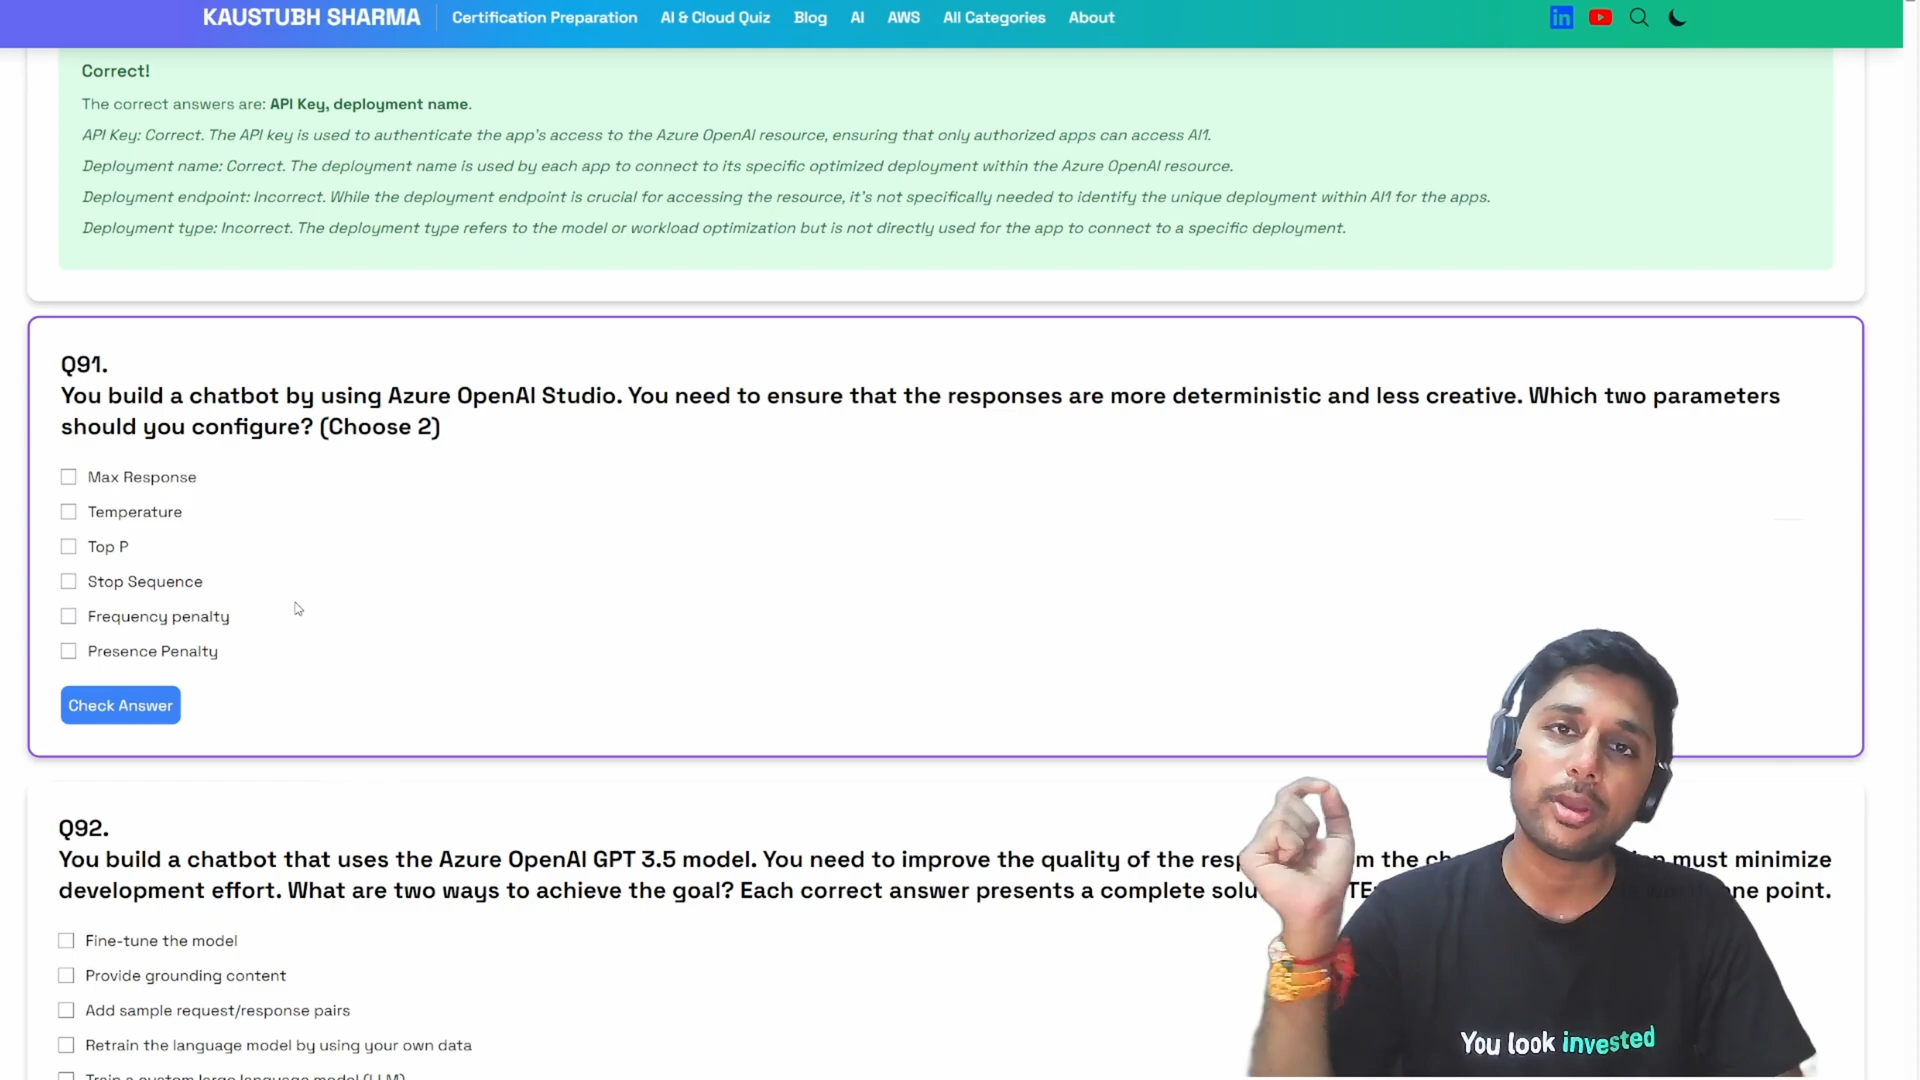 KAUSTUBH SHARMA
Certification Preparation AI & Cloud Quiz Blog AI AWS All Categories About
in
Correct!
The correct answers are: API Key, deployment name.
API Key: Correct. The API key is used to authenticate the app's access to the Azure OpenAI resource, ensuring that only authorized apps can access AI1.
Deployment name: Correct. The deployment name is used by each app to connect to its specific optimized deployment within the Azure OpenAI resource.
Deployment endpoint: Incorrect. While the deployment endpoint is crucial for accessing the resource, it's not specifically needed to identify the unique deployment within AI1 for the apps.
Deployment type: Incorrect. The deployment type refers to the model or workload optimization but is not directly used for the app to connect to a specific deployment.
Q91.
You build a chatbot by using Azure OpenAI Studio. You need to ensure that the responses are more deterministic and less creative. Which two parameters
should you configure? (Choose 2)
Max Response
Temperature
Top P
Stop Sequence
Frequency penalty
Presence Penalty
Check Answer
Q92.
You build a chatbot that uses the Azure OpenAI GPT 3.5 model. You need to improve the quality of the must minimize
development effort. What are two ways to achieve the goal? Each correct answer presents a complete point.
Fine-tune the model
Provide grounding content
Add sample request/response pairs
Retrain the language model by using your own data
Train a custom large language model (LLM)
You look invested